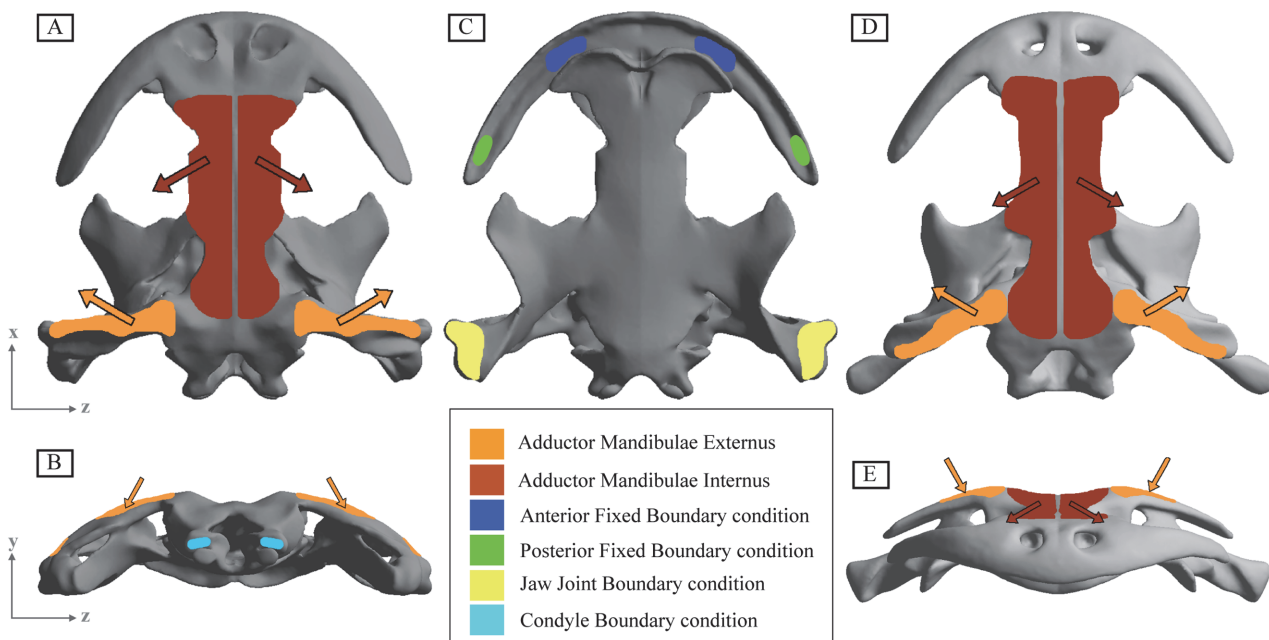 A
C
D
x
z
B
y
z
E
Adductor Mandibulae Externus
Adductor Mandibulae Internus
Anterior Fixed Boundary condition
Posterior Fixed Boundary condition
Jaw Joint Boundary condition
Condyle Boundary condition